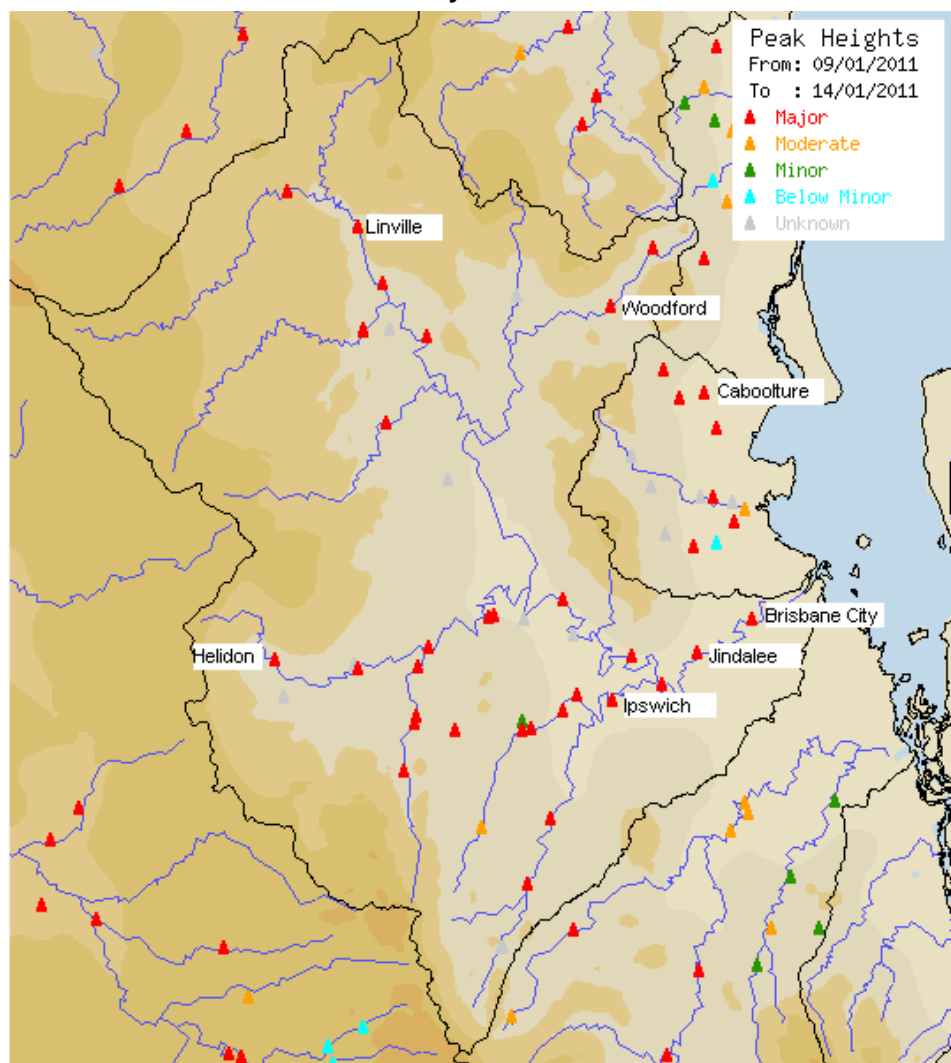 Peak Heights
From: 09/01/2011
To : 14/01/2011
Major
Moderate
Minor
Below Minor
Unknown
Linville
Woodford
Caboolture
Brisbane City
Helidon
Jindalee
Ipswich